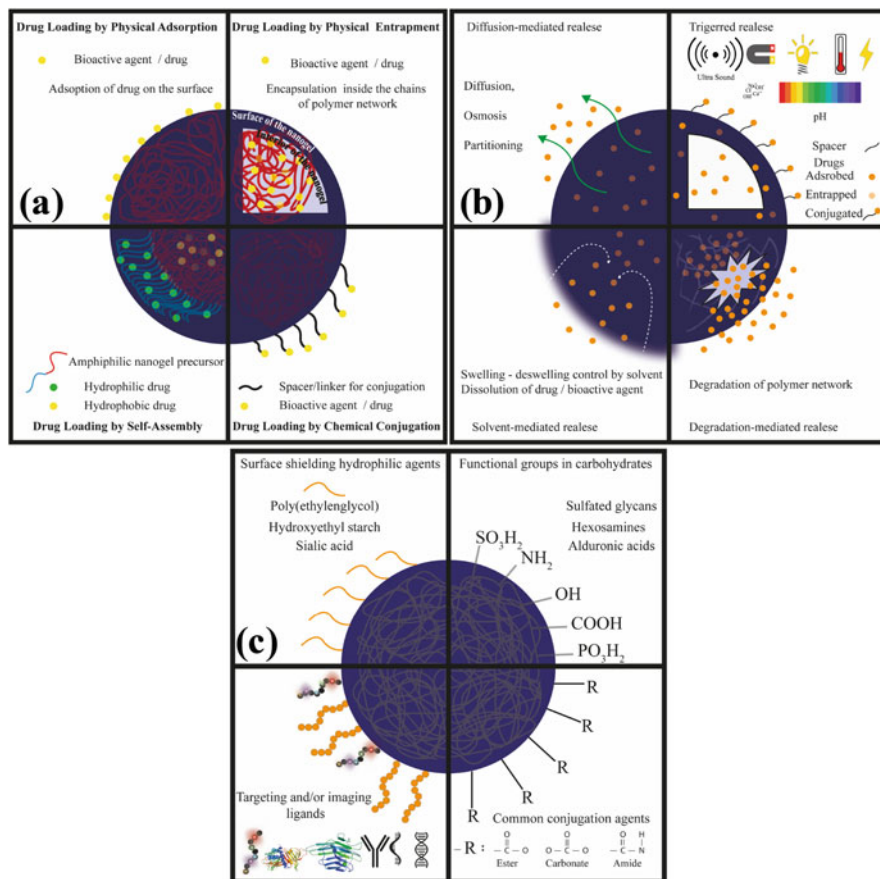 Drug Loading by Physical Adsorption
Bioactive agent / drug
Adsoption of drug on the surface
Drug Loading by Physical Entrapment
Bioactive agent / drug
Encapsulation inside the chains
of polymer network
Surface of the nanogel
nanogel
(a)
Amphiphilic nanogel precursor
Hydrophilic drug
Hydrophobic drug
Drug Loading by Self-Assembly
Spacer/linker for conjugation
Bioactive agent / drug
Drug Loading by Chemical Conjugation
Diffusion-mediated realese
Diffusion,
Osmosis
Partitioning
Trigerred realese
Ultra Sound
pH
Spacer
Drugs
Adsrobed
Entrapped
Conjugated
(b)
Swelling - deswelling control by solvent
Dissolution of drug / bioactive agent
Solvent-mediated realese
Degradation of polymer network
Degradation-mediated realese
Surface shielding hydrophilic agents
Poly(ethylenglycol)
Hydroxyethyl starch
Sialic acid
Functional groups in carbohydrates
Sulfated glycans
Hexosamines
Alduronic acids
SO₃H₂
NH₂
OH
COOH
PO₃H₂
(c)
R
R
R
R
R
Targeting and/or imaging
ligands
Common conjugation agents
–R :
O
–C–O
Ester
O
O–C–O
Carbonate
O H
–C–N
Amide